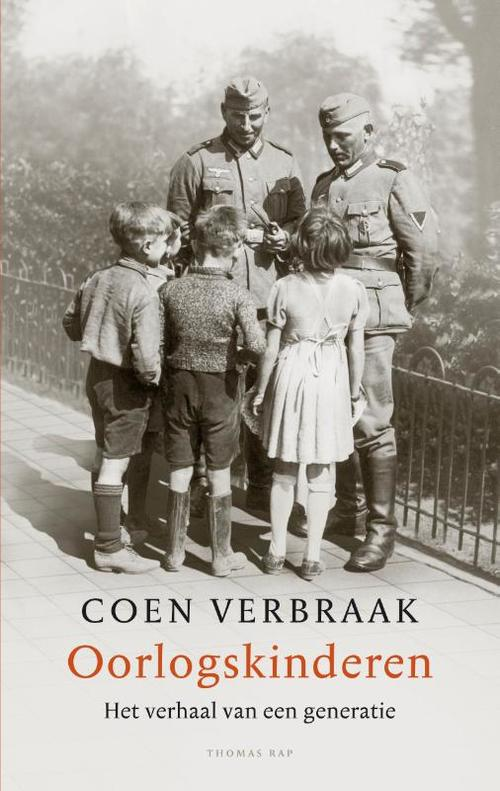 COEN VERBRAAK
Oorlogskinderen
Het verhaal van een generatie
THOMAS RAP